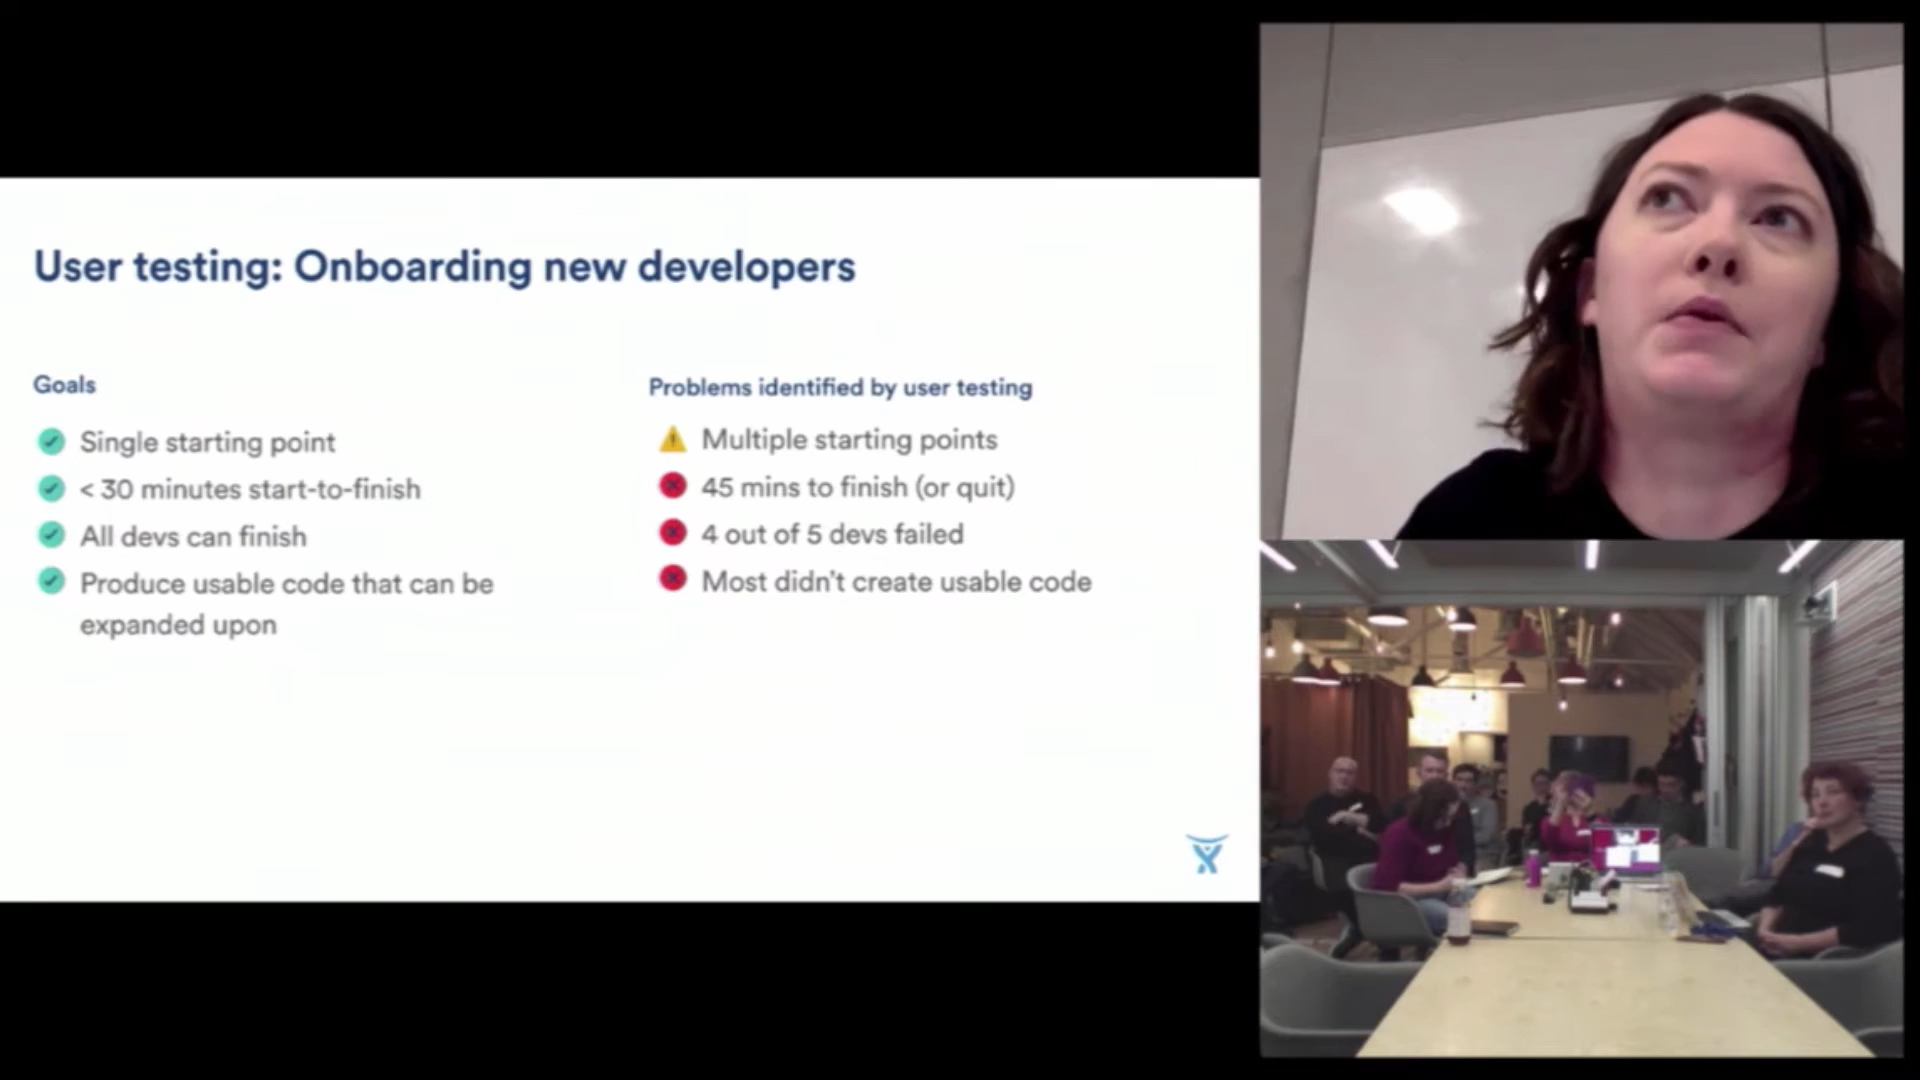 User testing: Onboarding new developers
Goals
Single starting point
< 30 minutes start-to-finish
All devs can finish
Produce usable code that can be
expanded upon
Problems identified by user testing
Multiple starting points
45 mins to finish (or quit)
4 out of 5 devs failed
Most didn't create usable code